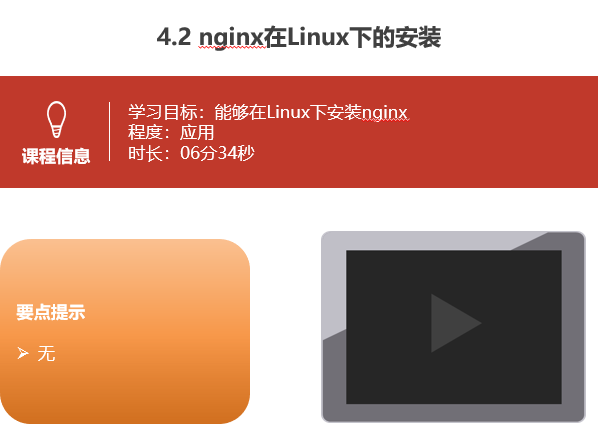 4.2 nginx在Linux下的安装
课程信息
学习目标：能够在Linux下安装nginx
程度：应用
时长：06分34秒
要点提示
➢ 无